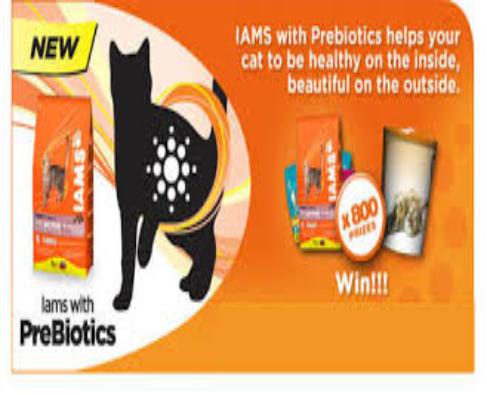 NEW
IAMS with Prebiotics helps your
cat to be healthy on the inside,
beautiful on the outside.
IAMS
IAMS
x 800
PRIZES
Win!!!
Iams with
PreBiotics